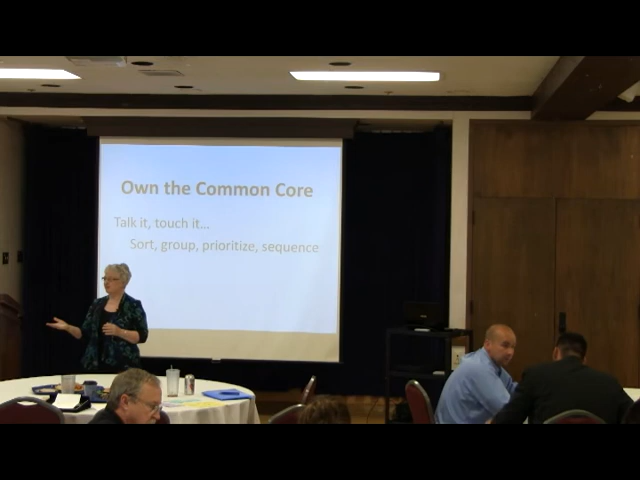 Own the Common Core
Talk it, touch it...
Sort, group, prioritize, sequence